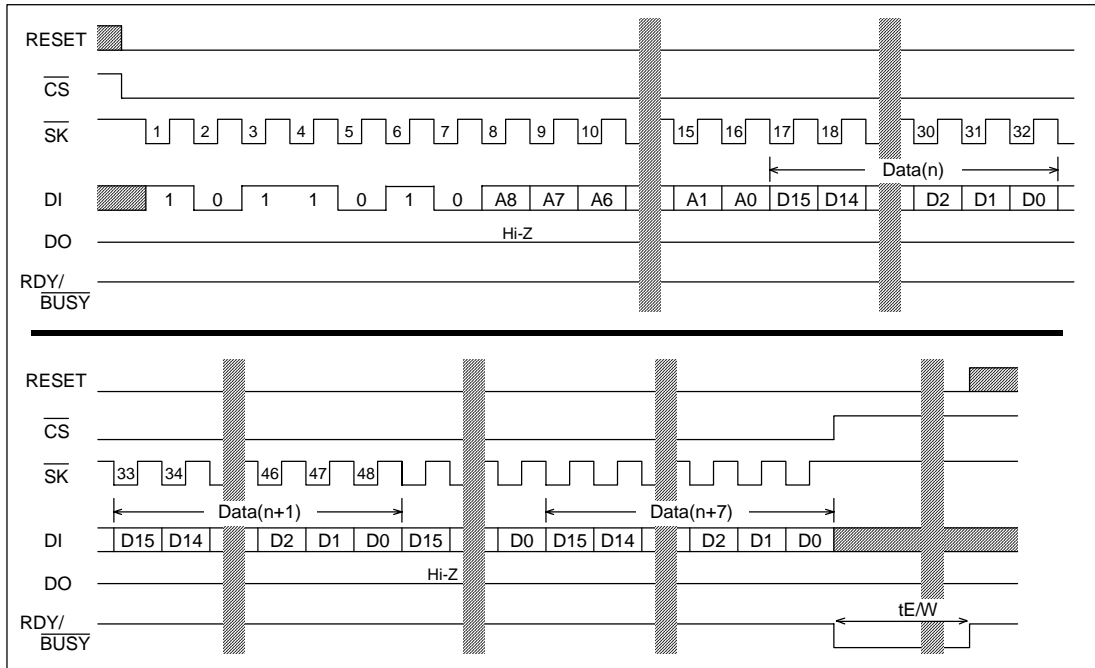 RESET
CS
SK 1 2 3 4 5 6 7 8 9 10 15 16 17 18 30 31 32
Data(n)
DI 1 0 1 1 0 1 0 A8 A7 A6 A1 A0 D15 D14 D2 D1 D0
Hi-Z
DO
RDY/
BUSY
RESET
CS
SK 33 34 46 47 48
Data(n+1) Data(n+7)
DI D15 D14 D2 D1 D0 D15 D0 D15 D14 D2 D1 D0
Hi-Z
DO
tE/W
RDY/
BUSY